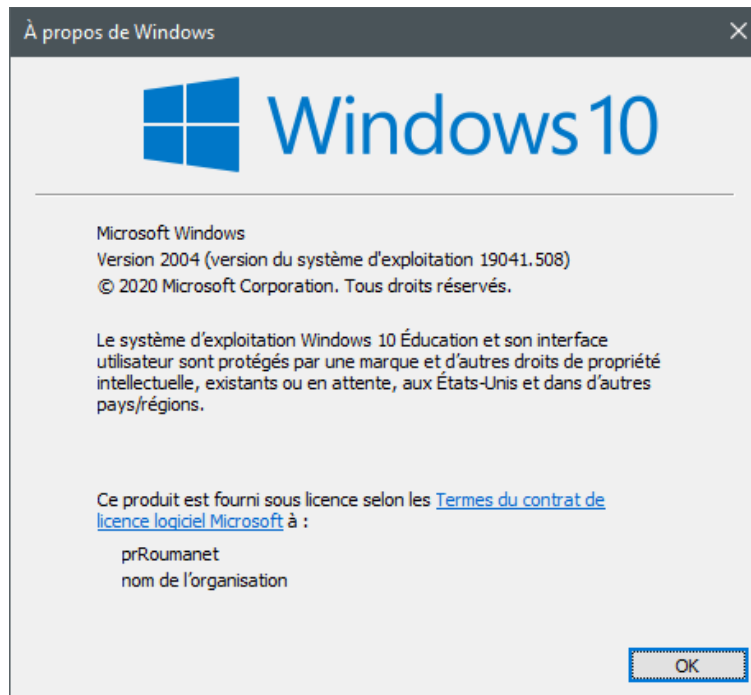 À propos de Windows
Windows 10
Microsoft Windows
Version 2004 (version du système d'exploitation 19041.508)
© 2020 Microsoft Corporation. Tous droits réservés.
Le système d’exploitation Windows 10 Éducation et son interface
utilisateur sont protégés par une marque et d’autres droits de propriété
intellectuelle, existants ou en attente, aux États-Unis et dans d’autres
pays/régions.
Ce produit est fourni sous licence selon les Termes du contrat de
licence logiciel Microsoft à :
prRoumanet
nom de l’organisation
OK